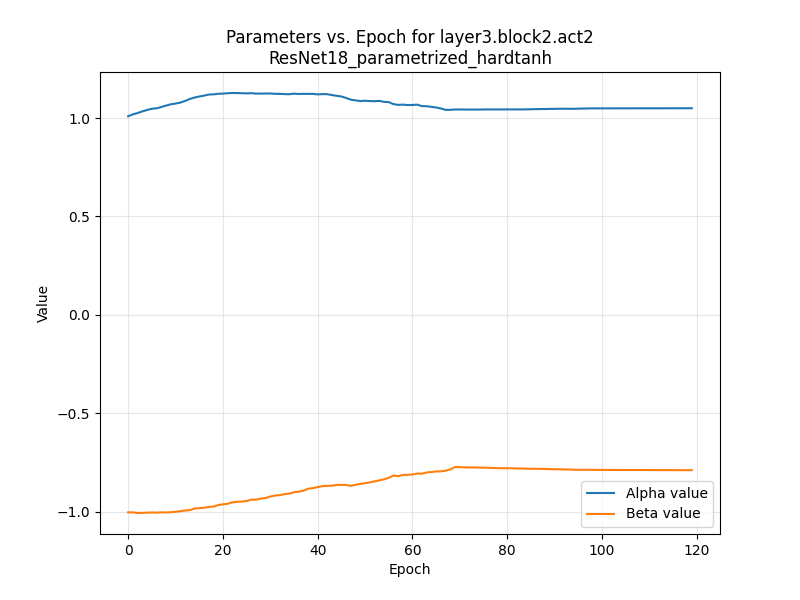 Parameters vs. Epoch for layer3.block2.act2
ResNet18_parametrized_hardtanh
1.0
0.5
0.0
−0.5
−1.0
Value
0 20 40 60 80 100 120
Epoch
Alpha value
Beta value